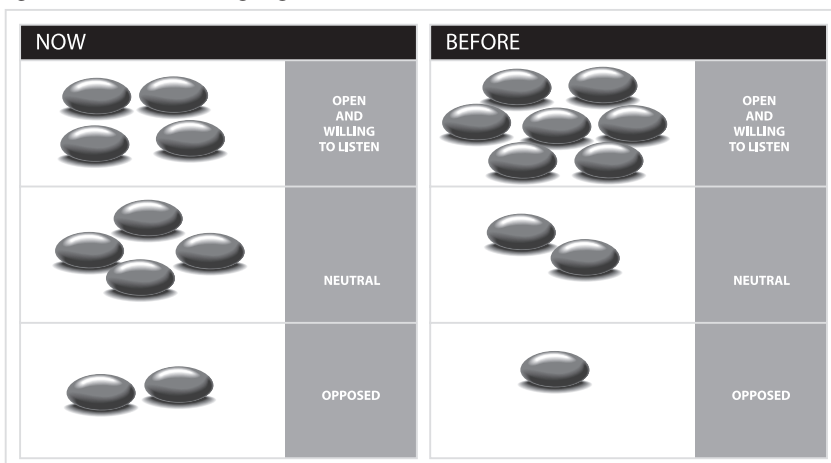 NOW
OPEN
AND
WILLING
TO LISTEN
NEUTRAL
OPPOSED
BEFORE
OPEN
AND
WILLING
TO LISTEN
NEUTRAL
OPPOSED